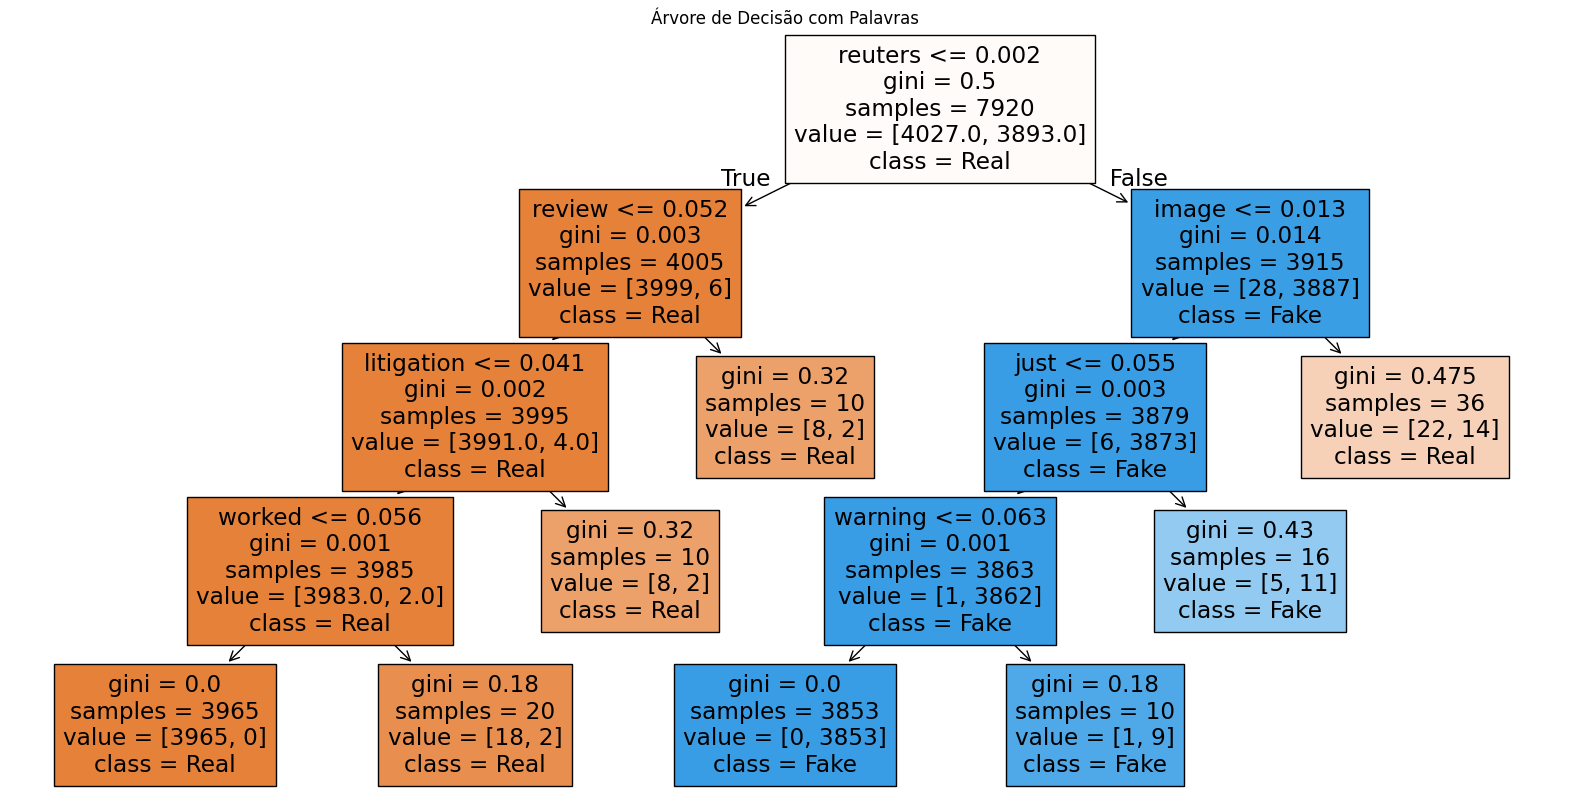 Árvore de Decisão com Palavras
reuters <= 0.002
gini = 0.5
samples = 7920
value = [4027.0, 3893.0]
class = Real
True
False
review <= 0.052
gini = 0.003
samples = 4005
value = [3999, 6]
class = Real
image <= 0.013
gini = 0.014
samples = 3915
value = [28, 3887]
class = Fake
litigation <= 0.041
gini = 0.002
samples = 3995
value = [3991.0, 4.0]
class = Real
gini = 0.32
samples = 10
value = [8, 2]
class = Real
just <= 0.055
gini = 0.003
samples = 3879
value = [6, 3873]
class = Fake
gini = 0.475
samples = 36
value = [22, 14]
class = Real
worked <= 0.056
gini = 0.001
samples = 3985
value = [3983.0, 2.0]
class = Real
gini = 0.32
samples = 10
value = [8, 2]
class = Real
warning <= 0.063
gini = 0.001
samples = 3863
value = [1, 3862]
class = Fake
gini = 0.43
samples = 16
value = [5, 11]
class = Fake
gini = 0.0
samples = 3965
value = [3965, 0]
class = Real
gini = 0.18
samples = 20
value = [18, 2]
class = Real
gini = 0.0
samples = 3853
value = [0, 3853]
class = Fake
gini = 0.18
samples = 10
value = [1, 9]
class = Fake